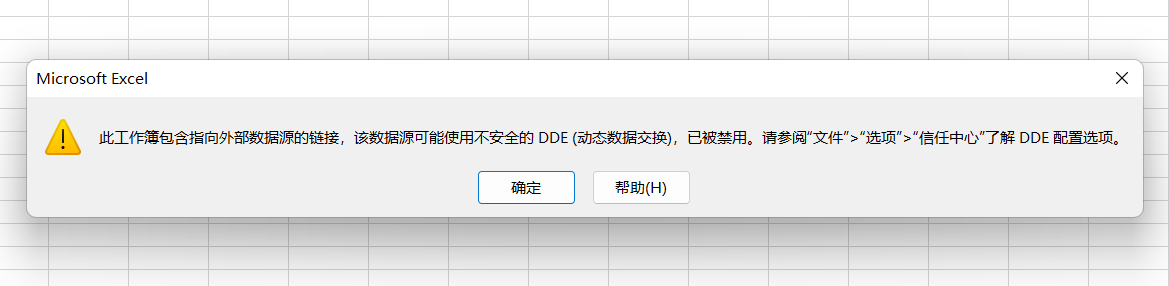 Microsoft Excel
此工作簿包含指向外部数据源的链接，该数据源可能使用不安全的 DDE (动态数据交换)，已被禁用。请参阅“文件”>“选项”>“信任中心”了解 DDE 配置选项。
确定
帮助(H)